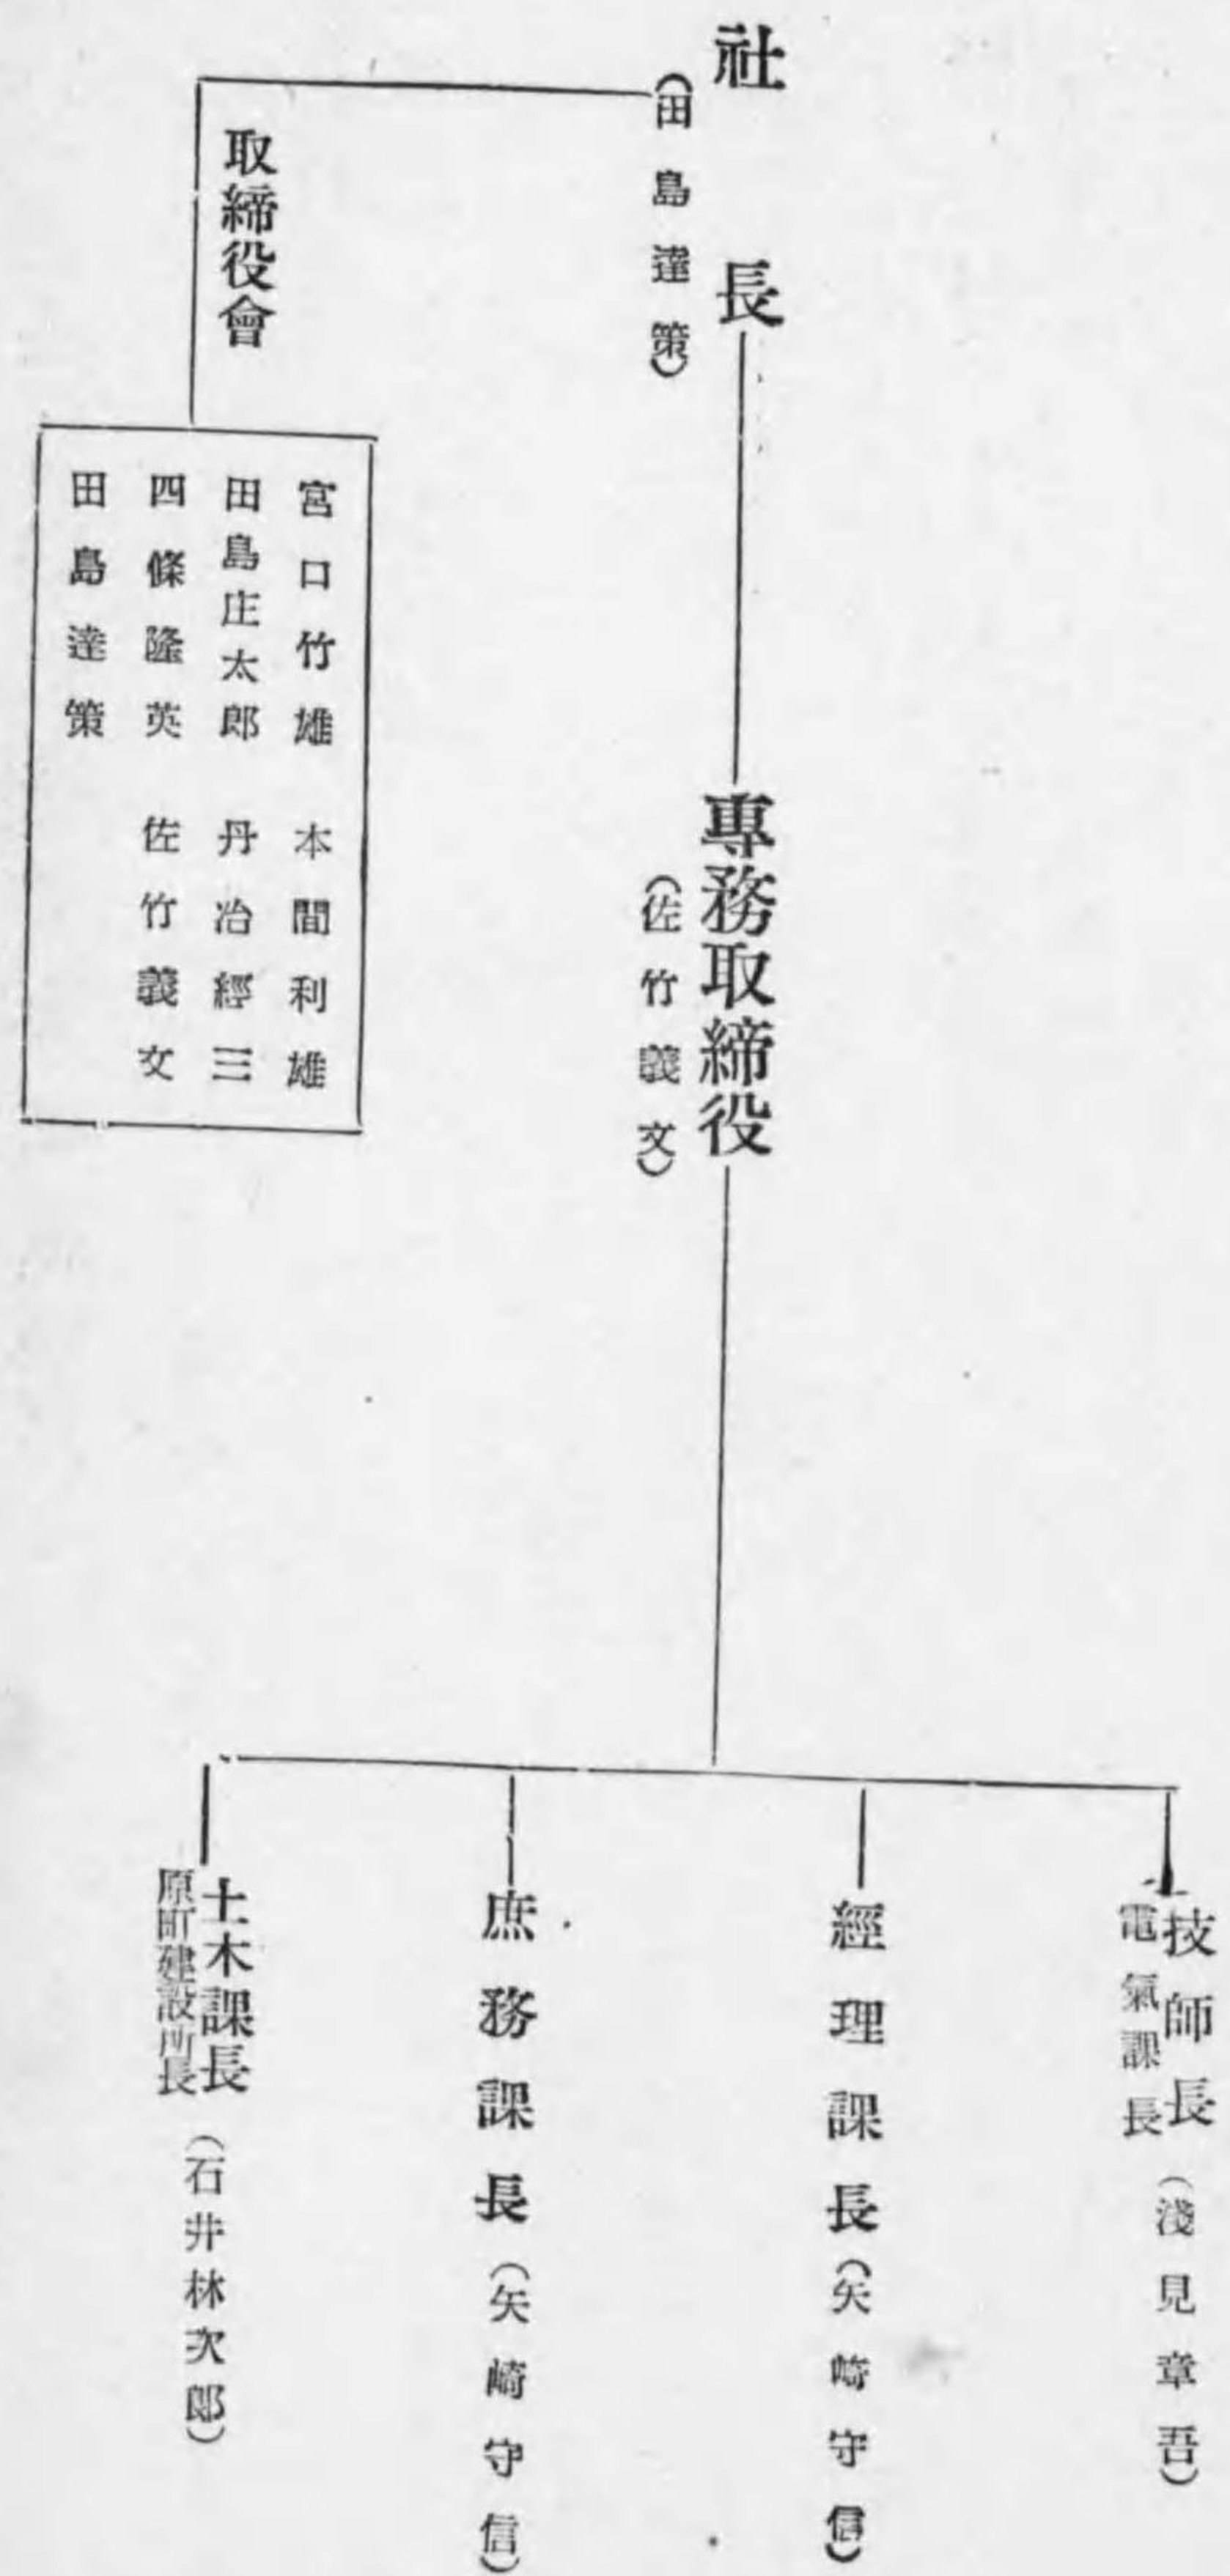 社長
(田島達策)
專務取締役
(佐竹義文)
取締役會
宮口竹雄 本間利雄
田島庄太郎 丹治經三
四條隆英 佐竹義文
田島達策
技師長
電氣課長
(淺見章吾)
經理課長(矢崎守信)
庶務課長(矢崎守信)
土木課長
原町建設所長
(石井林次郎)